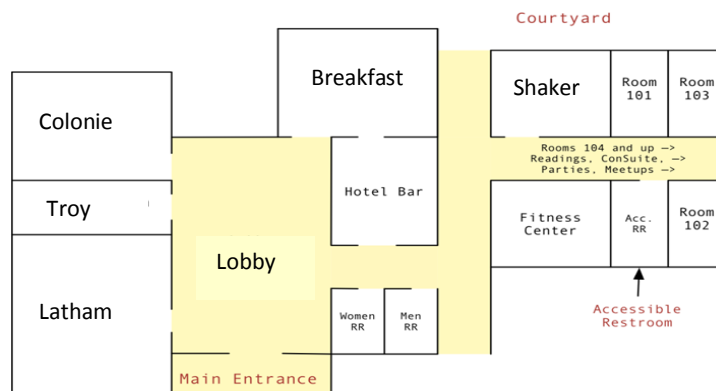 Courtyard
Breakfast
Shaker
Room
101
Room
103
Colonie
Rooms 104 and up —>
Readings, ConSuite, —>
Parties, Meetups —>
Hotel Bar
Troy
Fitness
Center
Acc.
RR
Room
102
Lobby
Latham
Women
RR
Men
RR
Accessible
Restroom
Main Entrance